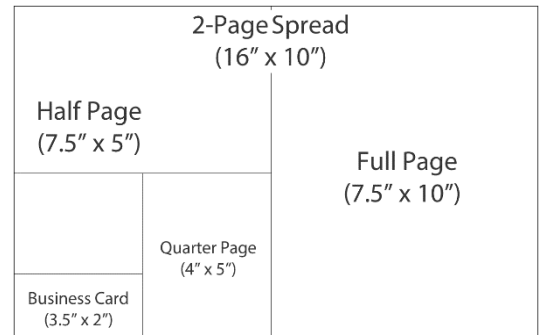 2-Page Spread
(16” x 10”)
Half Page
(7.5” x 5”)
Full Page
(7.5” x 10”)
Quarter Page
(4” x 5”)
Business Card
(3.5” x 2”)